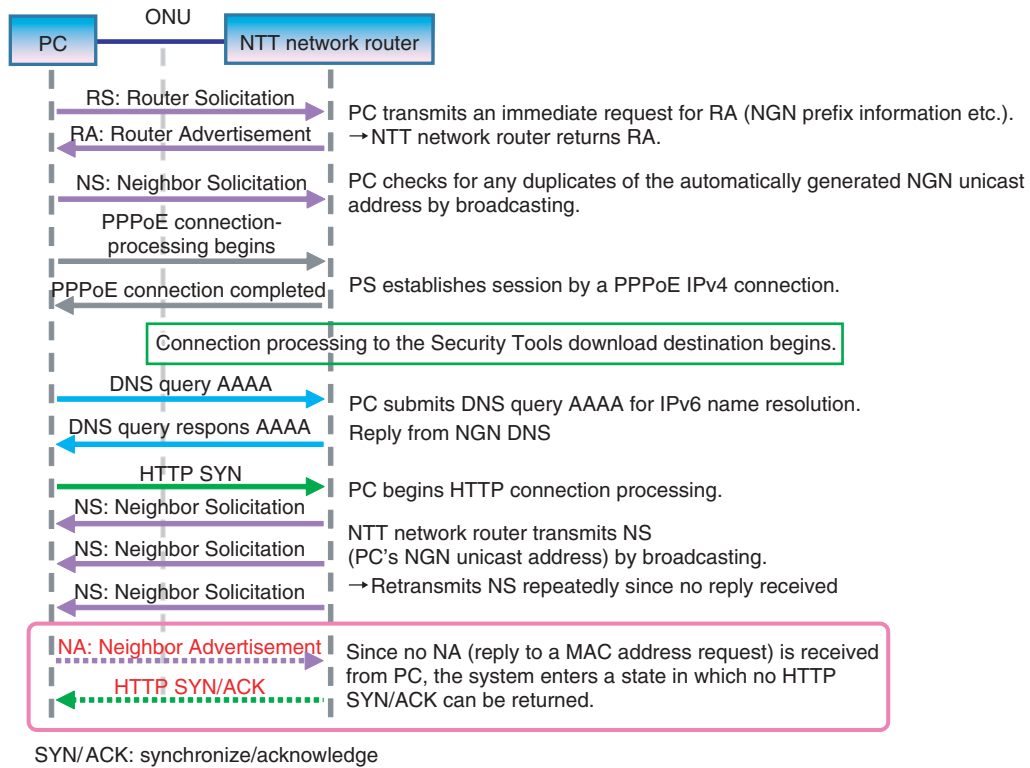 ONU
PC
NTT network router
RS: Router Solicitation
PC transmits an immediate request for RA (NGN prefix information etc.).
→NTT network router returns RA.
RA: Router Advertisement
NS: Neighbor Solicitation
PC checks for any duplicates of the automatically generated NGN unicast
address by broadcasting.
PPPoE connection-
processing begins
PPPoE connection completed
PS establishes session by a PPPoE IPv4 connection.
Connection processing to the Security Tools download destination begins.
DNS query AAAA
PC submits DNS query AAAA for IPv6 name resolution.
DNS query respons AAAA
Reply from NGN DNS
HTTP SYN
PC begins HTTP connection processing.
NS: Neighbor Solicitation
NTT network router transmits NS
(PC's NGN unicast address) by broadcasting.
NS: Neighbor Solicitation
→Retransmits NS repeatedly since no reply received
NS: Neighbor Solicitation
NA: Neighbor Advertisement
Since no NA (reply to a MAC address request) is received
from PC, the system enters a state in which no HTTP
SYN/ACK can be returned.
HTTP SYN/ACK
SYN/ACK: synchronize/acknowledge